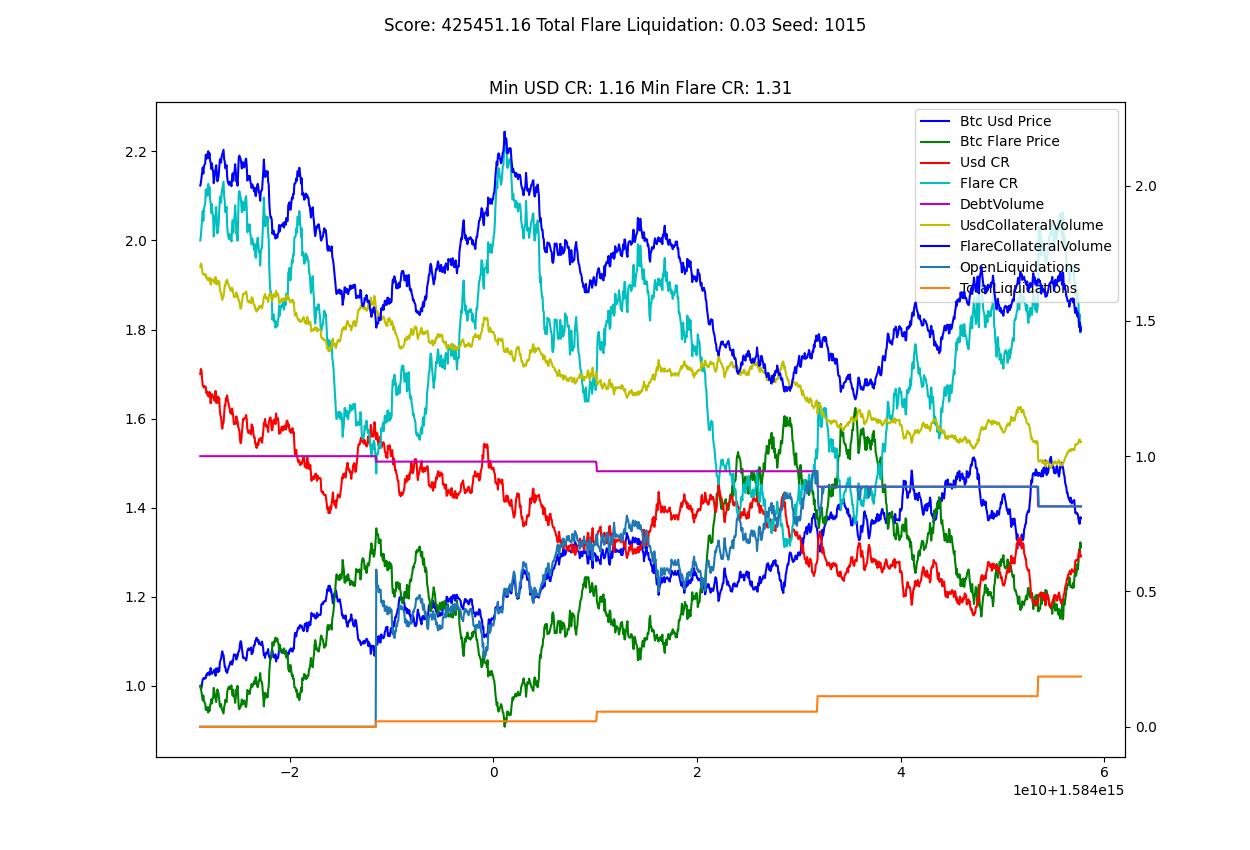 Score: 425451.16 Total Flare Liquidation: 0.03 Seed: 1015
Min USD CR: 1.16 Min Flare CR: 1.31
Btc Usd Price
Btc Flare Price
Usd CR
Flare CR
DebtVolume
UsdCollateralVolume
FlareCollateralVolume
OpenLiquidations
TotalLiquidations
2.2
2.0
1.8
1.6
1.4
1.2
1.0
2.0
1.5
1.0
0.5
0.0
−2
0
2
4
6
1e10+1.584e15